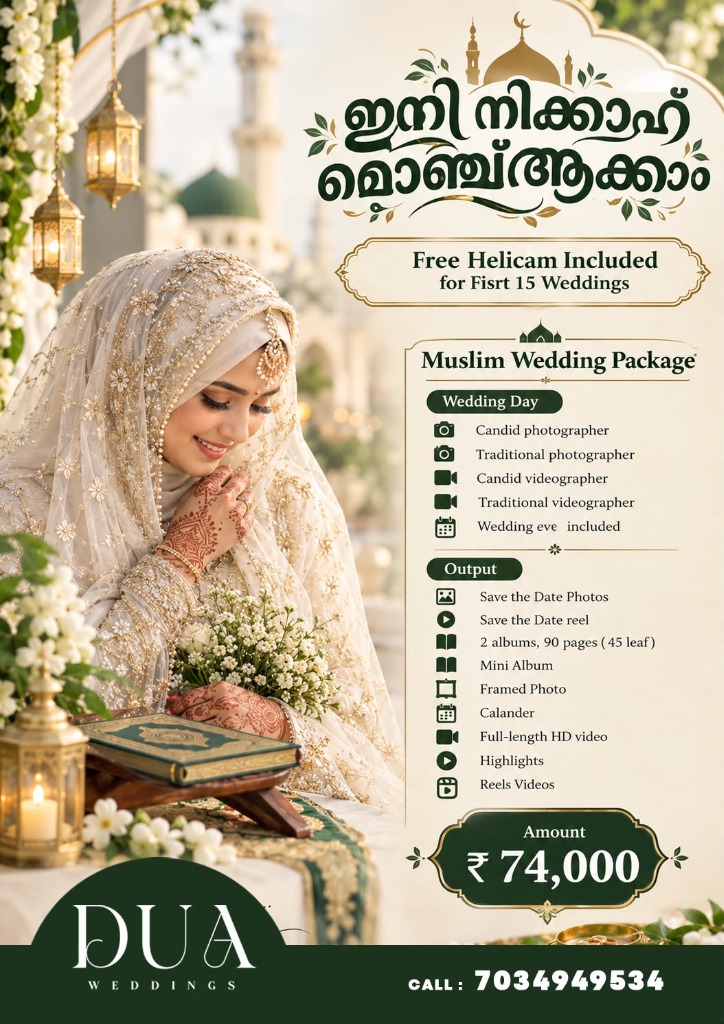 ഇനി നിക്കാഹ്
മൊഞ്ച് ആക്കാം
Free Helicam Included
for Fisrt 15 Weddings
Muslim Wedding Package
Wedding Day
Candid photographer
Traditional photographer
Candid videographer
Traditional videographer
Wedding eve included
Output
Save the Date Photos
Save the Date reel
2 albums, 90 pages ( 45 leaf )
Mini Album
Framed Photo
Calander
Full-length HD video
Highlights
Reels Videos
Amount
₹ 74,000
DUA
WEDDINGS
CALL : 7034949534